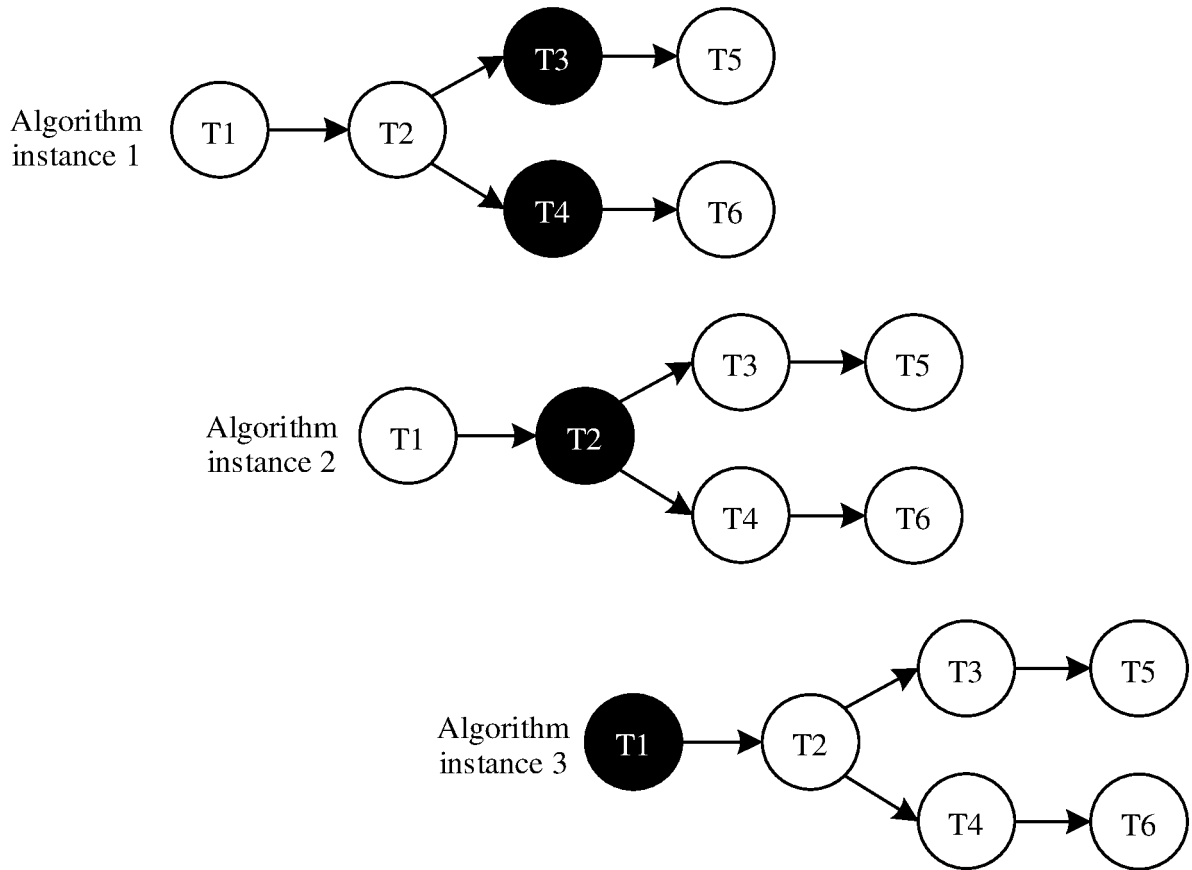 T3
T5
Algorithm
instance 1
T1
T2
T4
T6
T3
T5
Algorithm
instance 2
T1
T2
T4
T6
T3
T5
Algorithm
instance 3
T1
T2
T4
T6